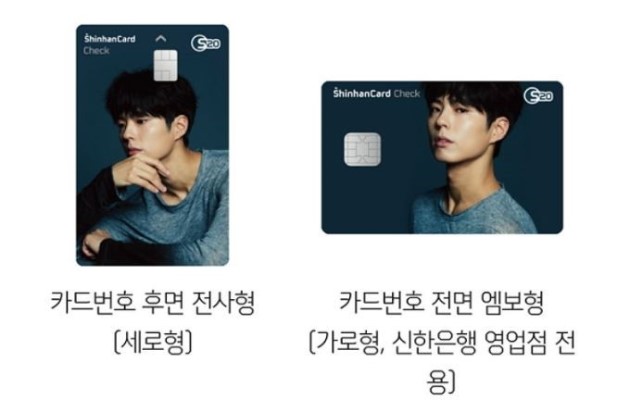 ShinhanCard
Check
S20
ShinhanCard Check
S20
카드번호 후면 전사형
(세로형)
카드번호 전면 엠보형
(가로형, 신한은행 영업점 전
용)